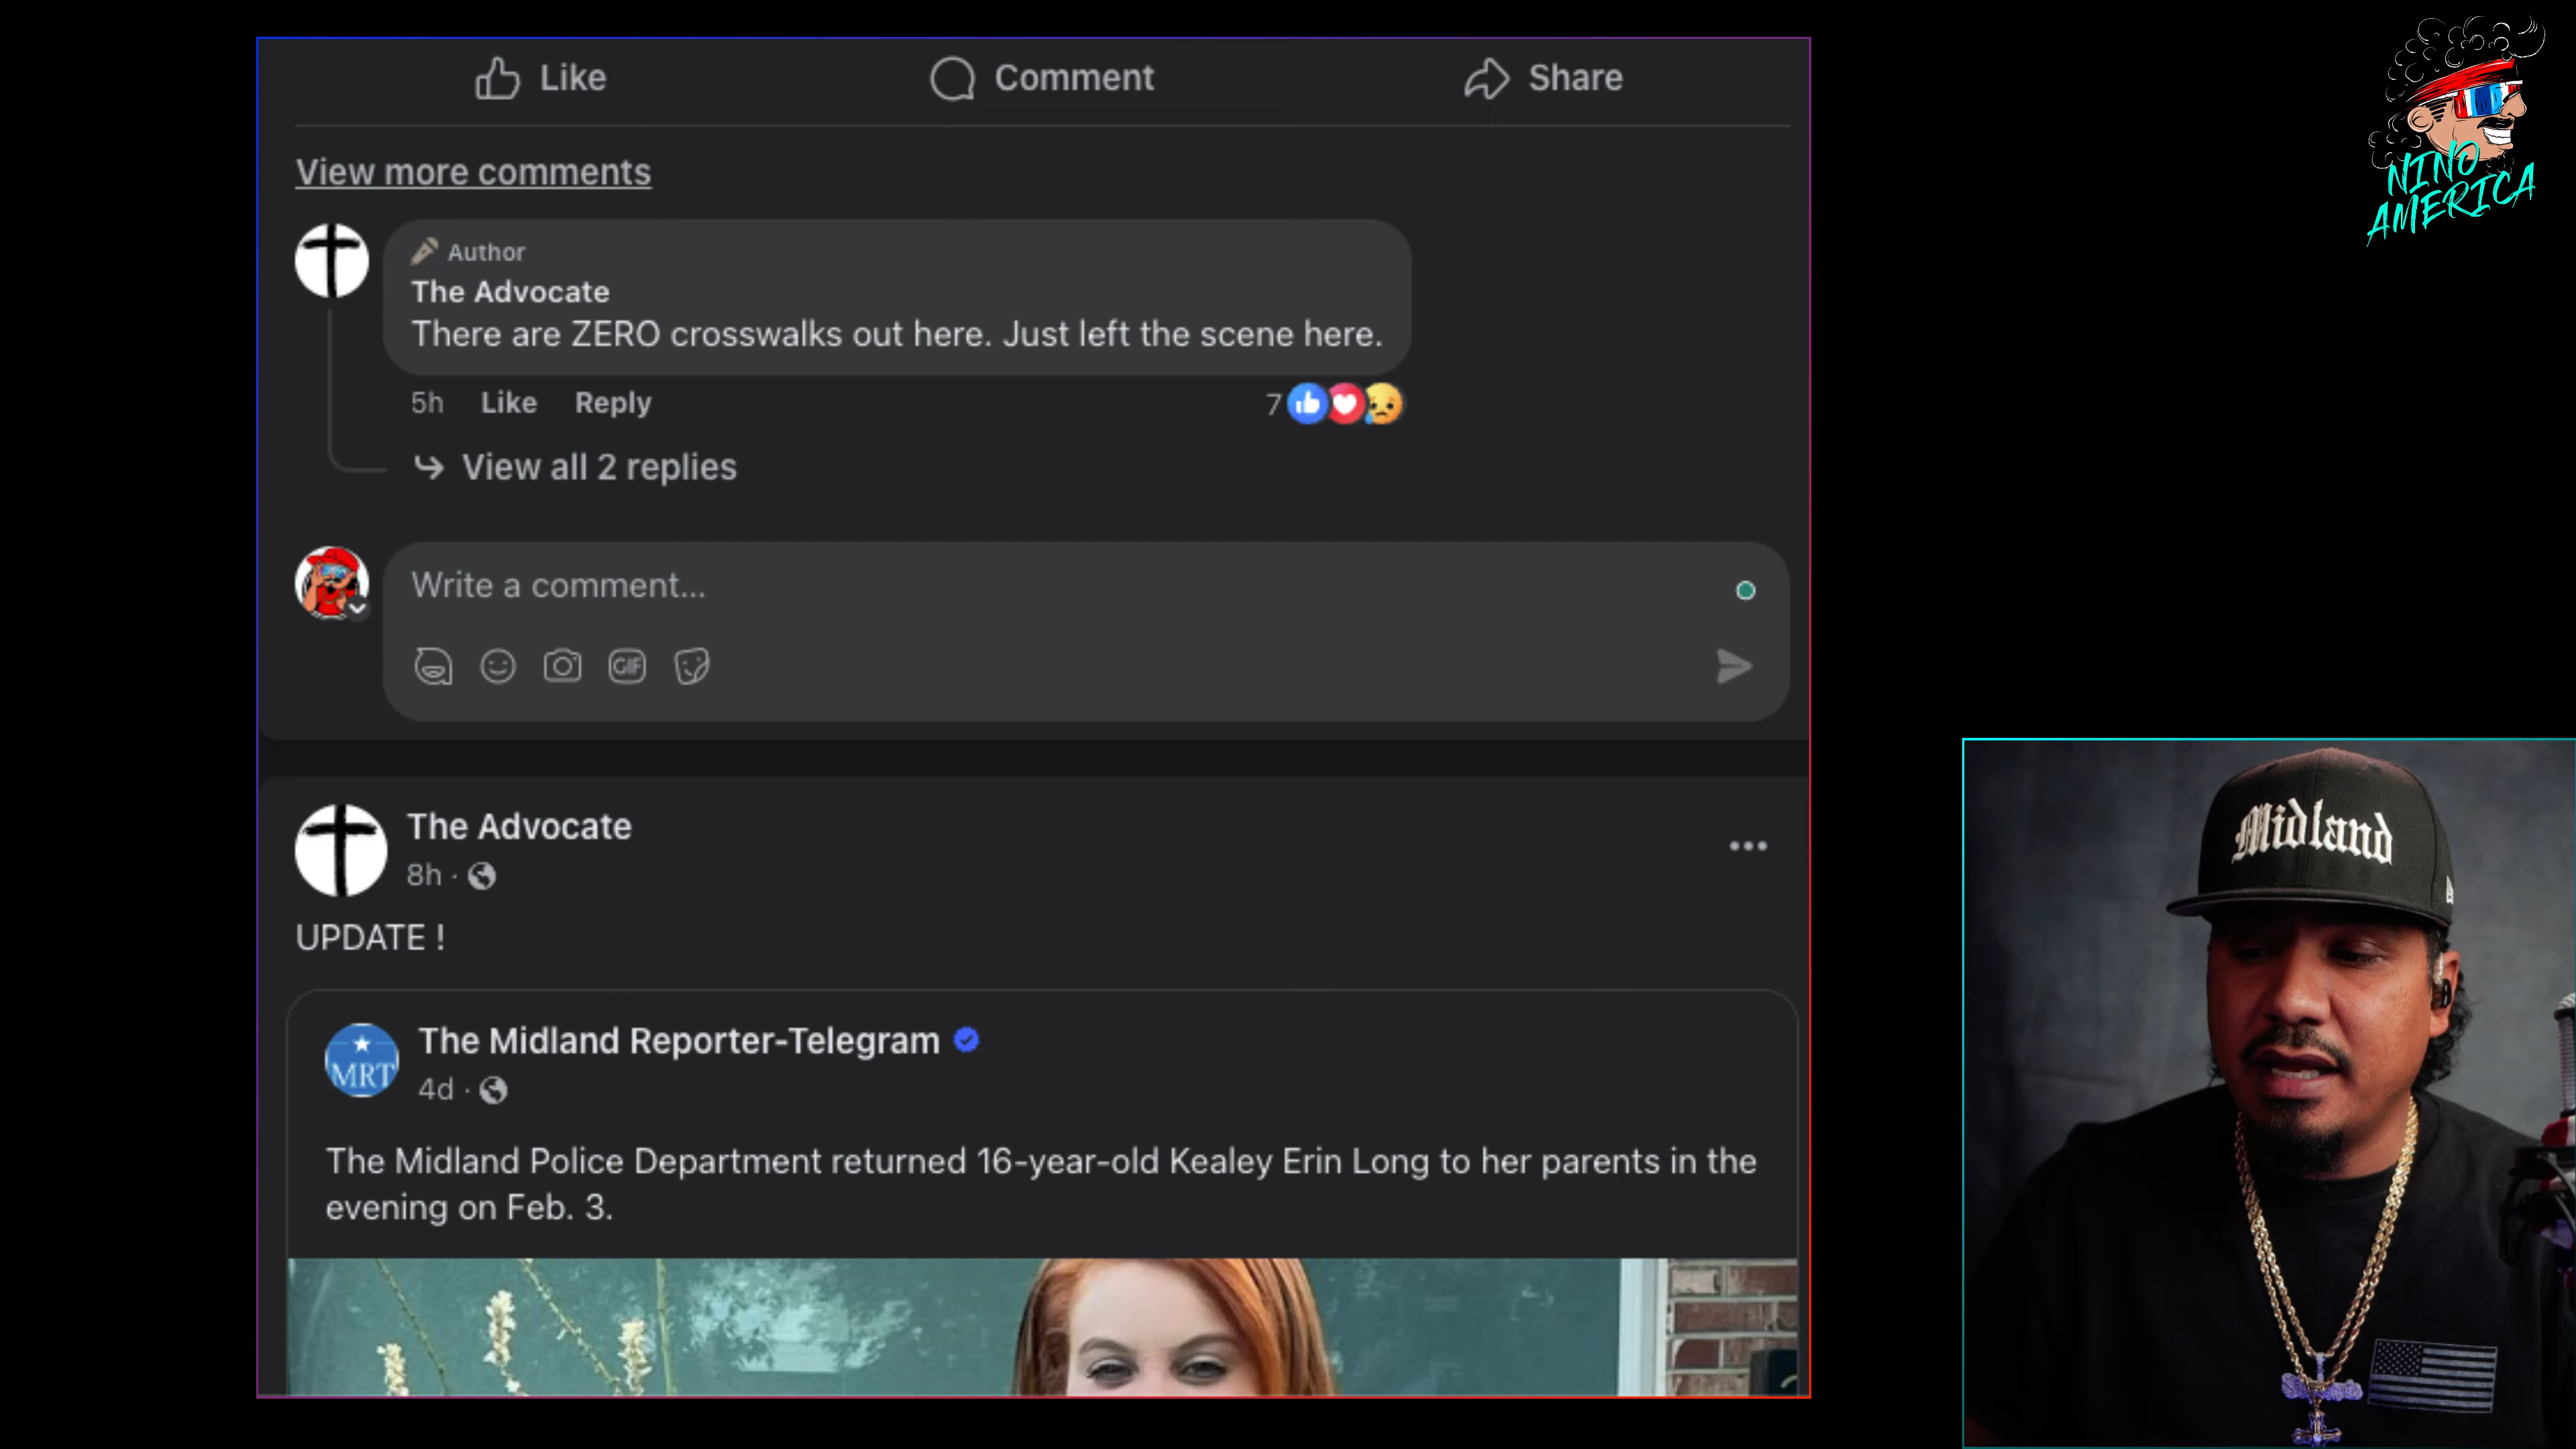 Like
Comment
Share
View more comments
Author
The Advocate
There are ZERO crosswalks out here. Just left the scene here.
5h Like Reply
7
View all 2 replies
Write a comment...
GIF
The Advocate
8h ·
UPDATE !
The Midland Reporter-Telegram
MRT
4d ·
The Midland Police Department returned 16-year-old Kealey Erin Long to her parents in the
evening on Feb. 3.
NINO
AMERICA
Midland